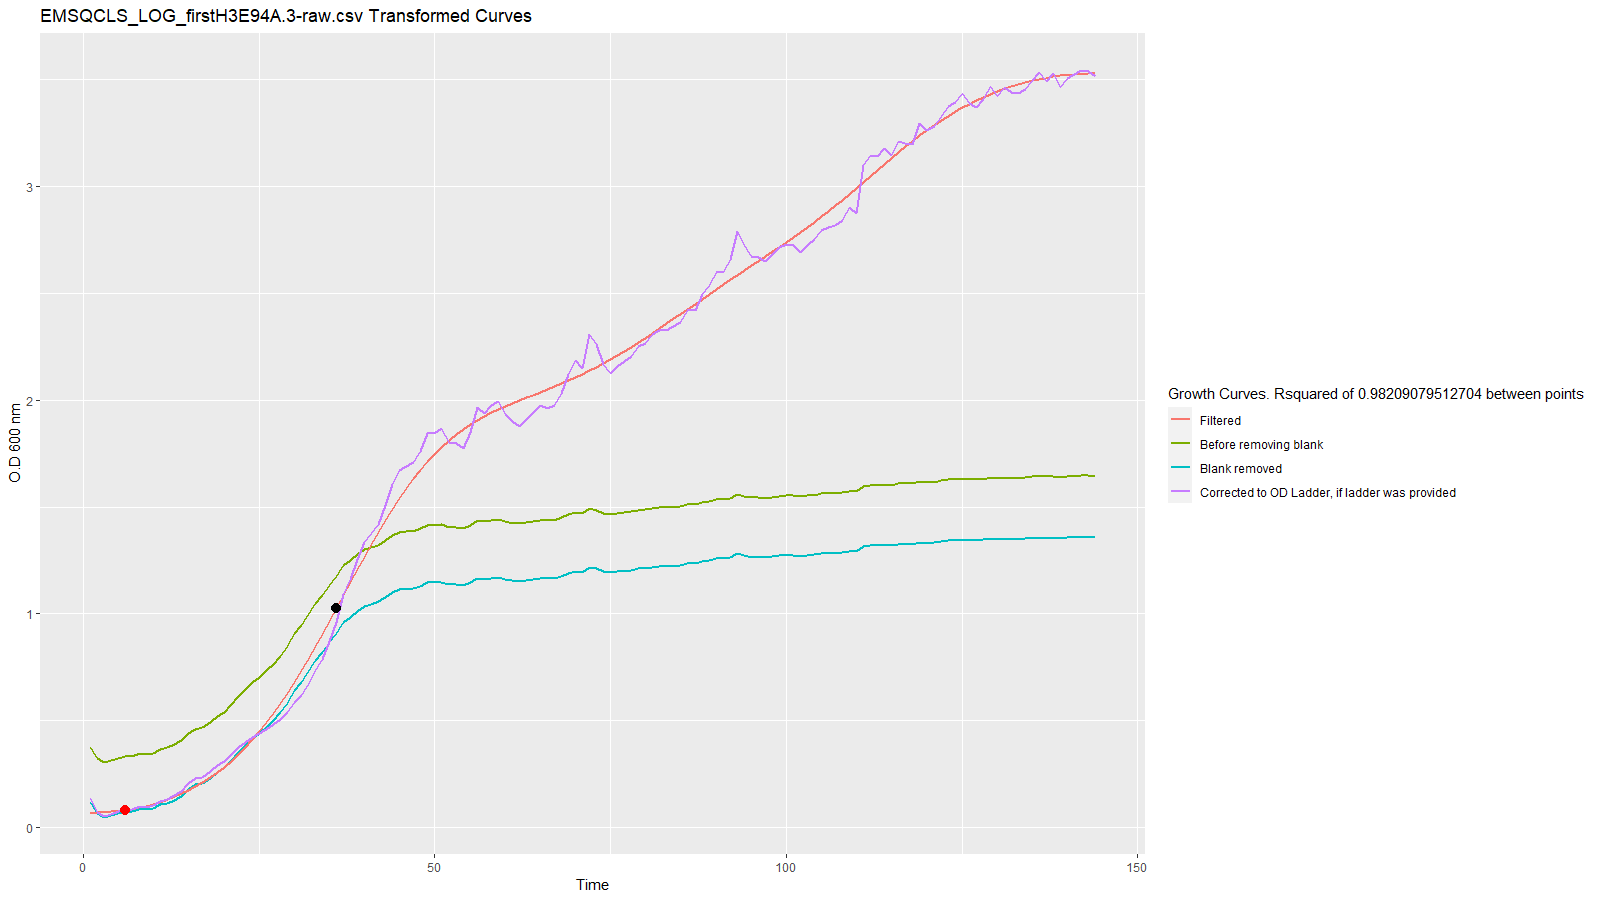 EMSQCLS_LOG_firstH3E94A.3-raw.csv Transformed Curves
3
2
1
0
O.D 600 nm
0
50
100
150
Time
Growth Curves. Rsquared of 0.98209079512704 between points
Filtered
Before removing blank
Blank removed
Corrected to OD Ladder, if ladder was provided